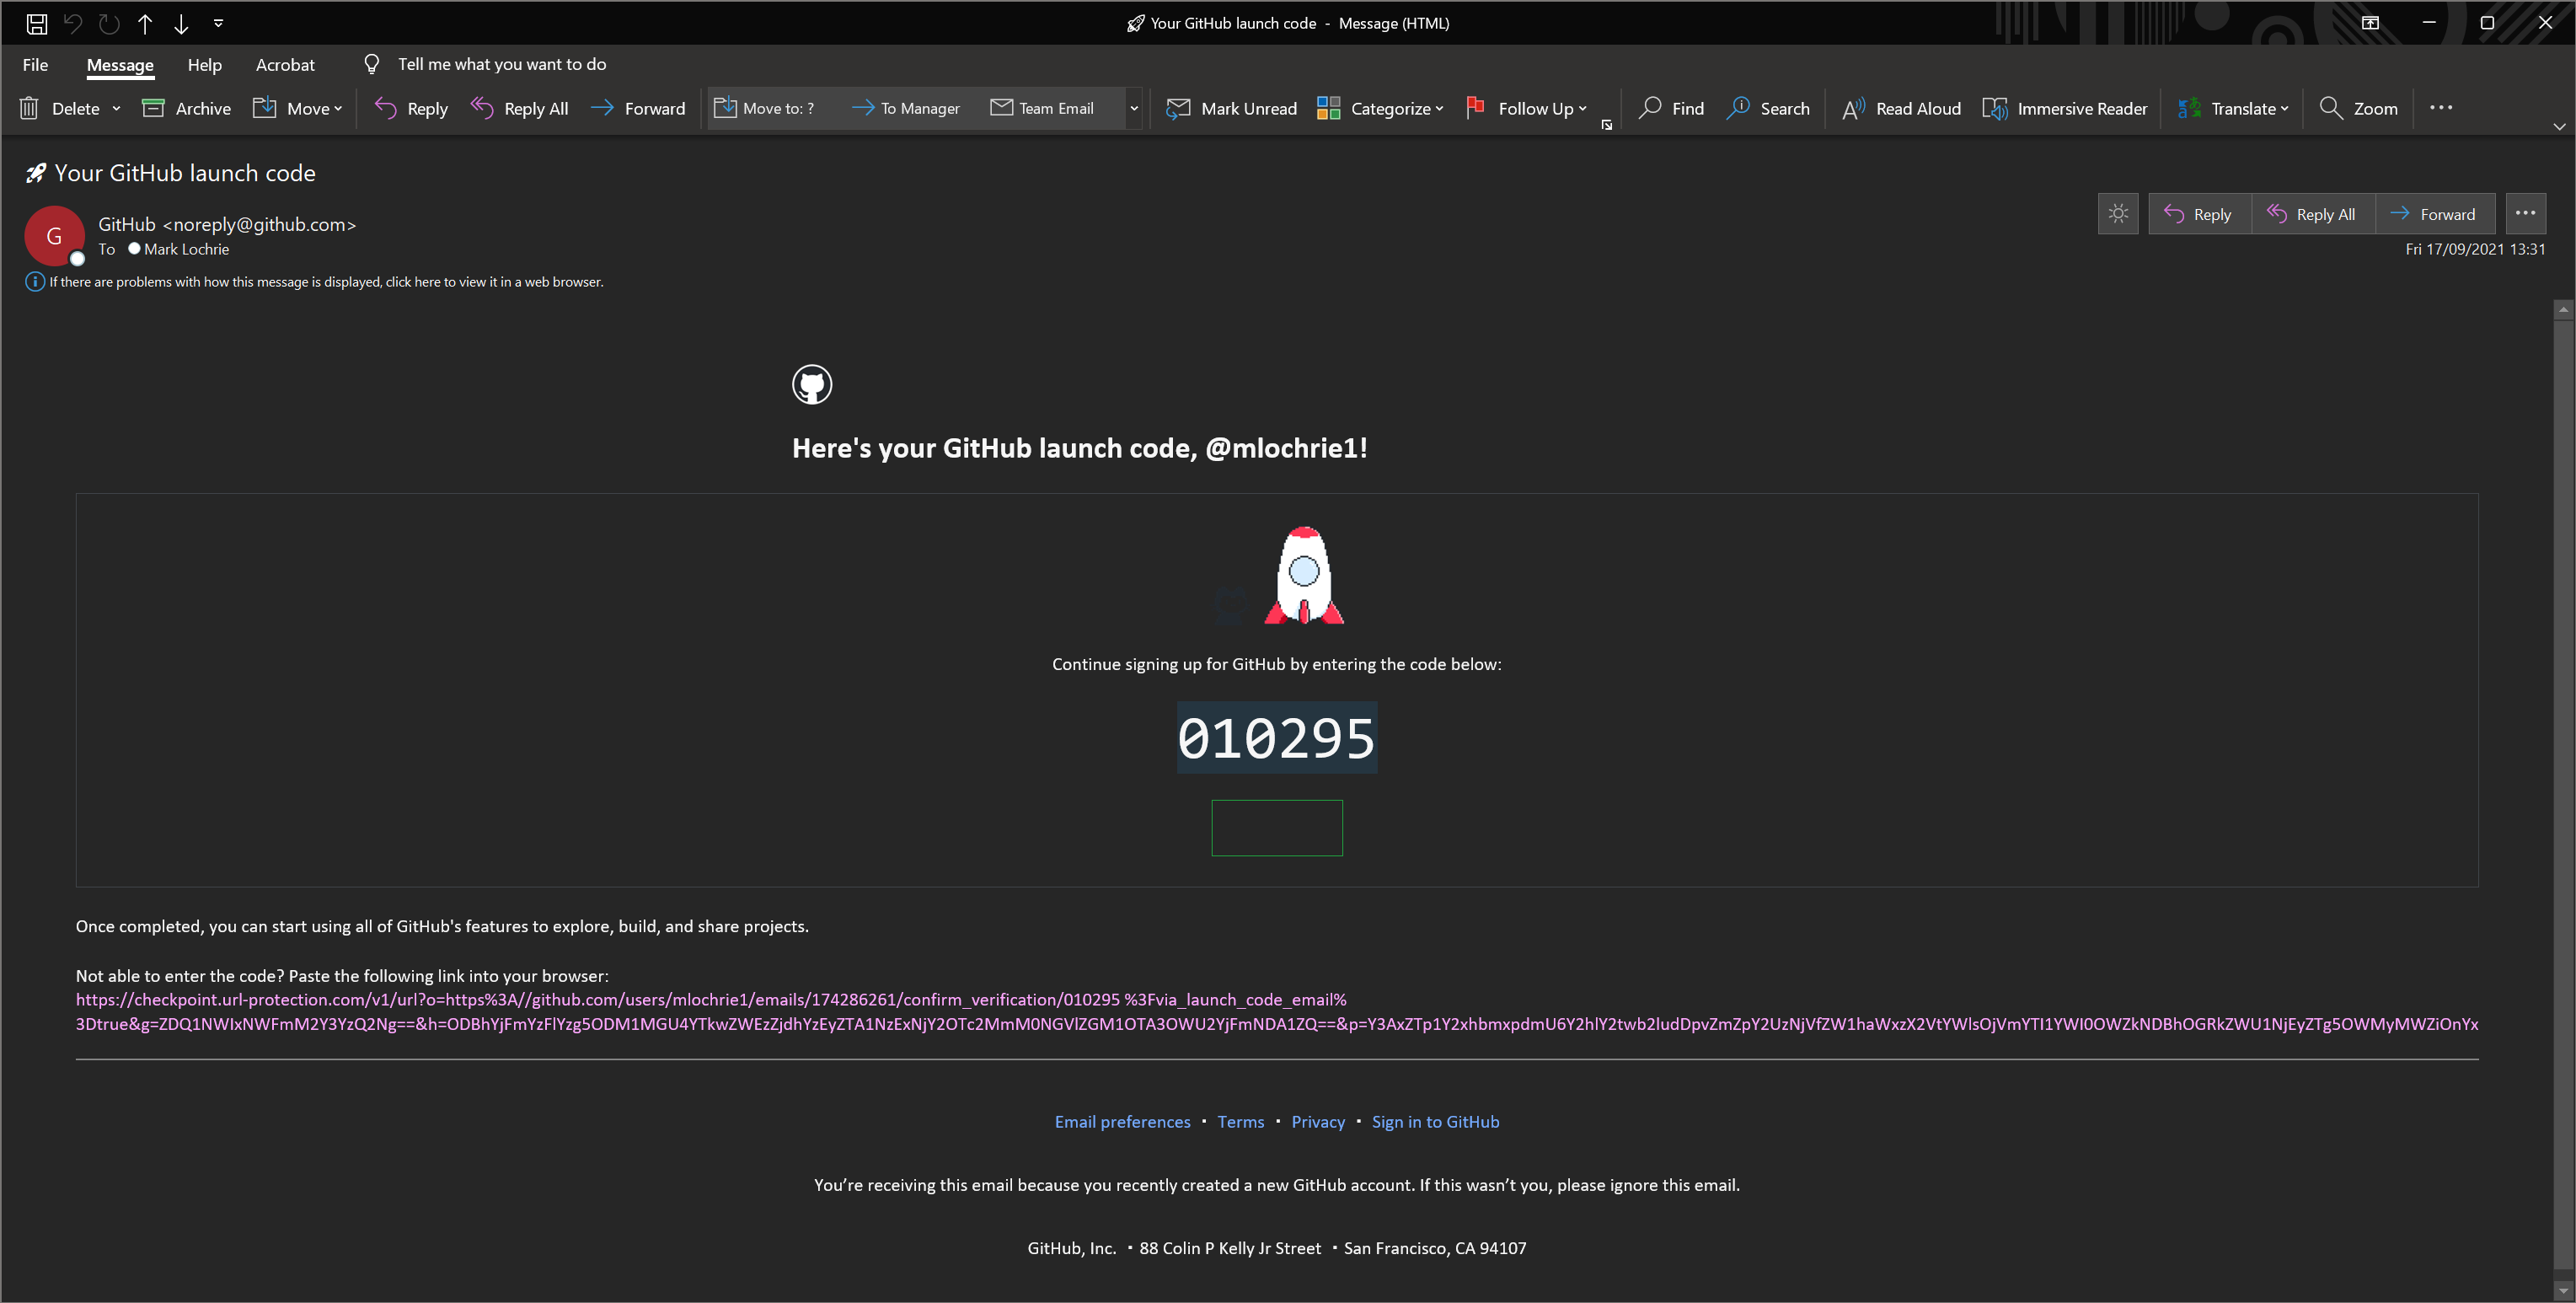 Your GitHub launch code - Message (HTML)
File Message Help Acrobat Tell me what you want to do
Delete Archive Move Reply Reply All Forward Move to: ? To Manager Team Email Mark Unread Categorize Follow Up Find Search Read Aloud Immersive Reader Translate Zoom
Your GitHub launch code
G
GitHub <noreply@github.com>
To Mark Lochrie
Reply Reply All Forward
Fri 17/09/2021 13:31
If there are problems with how this message is displayed, click here to view it in a web browser.
Here's your GitHub launch code, @mlochrie1!
Continue signing up for GitHub by entering the code below:
010295
Once completed, you can start using all of GitHub's features to explore, build, and share projects.
Not able to enter the code? Paste the following link into your browser:
https://checkpoint.url-protection.com/v1/url?o=https%3A//github.com/users/mlochrie1/emails/174286261/confirm_verification/010295 %3Fvia_launch_code_email%
3Dtrue&g=ZDQ1NWIxNWFmM2Y3YzQ2Ng==&h=ODBhYjFmYzFlYzg5ODM1MGU4YTkwZWEzZjdhYzEyZTA1NzExNjY2OTc2MmM0NGVlZGM1OTA3OWU2YjFmNDA1ZQ==&p=Y3AxZTp1Y2xhbmxpdmU6Y2hlY2twb2ludDpvZmZpY2UzNjVfZW1haWxzX2VtYWlsOjVmYTI1YWI0OWZkNDBhOGRkZWU1NjEyZTg5OWMyMWZiOnYx
Email preferences · Terms · Privacy · Sign in to GitHub
You’re receiving this email because you recently created a new GitHub account. If this wasn’t you, please ignore this email.
GitHub, Inc. · 88 Colin P Kelly Jr Street · San Francisco, CA 94107